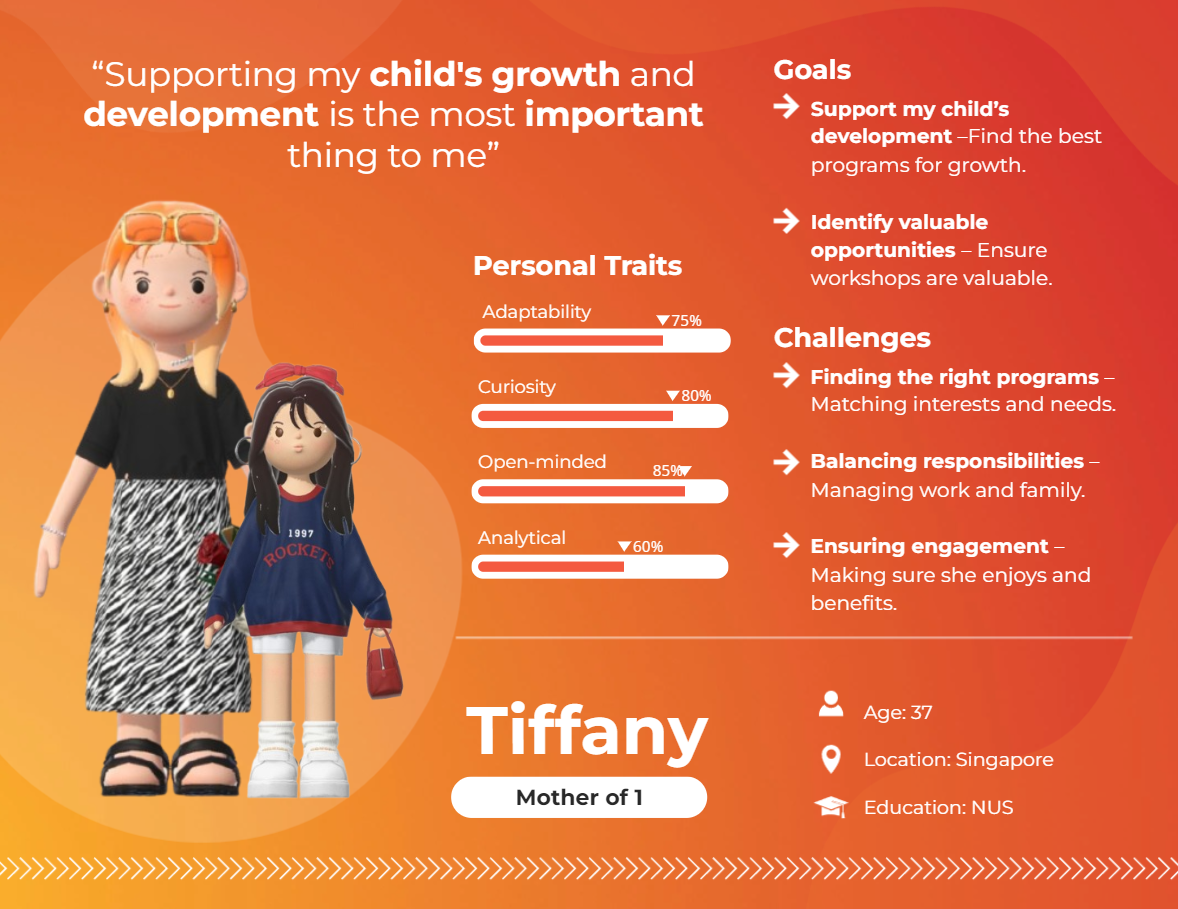 “Supporting my child's growth and
development is the most important
thing to me”
Personal Traits
Adaptability
75%
Curiosity
80%
Open-minded
85%
Analytical
60%
1997
ROCKETS
Goals
Support my child’s
development –Find the best
programs for growth.
Identify valuable
opportunities – Ensure
workshops are valuable.
Challenges
Finding the right programs –
Matching interests and needs.
Balancing responsibilities –
Managing work and family.
Ensuring engagement –
Making sure she enjoys and
benefits.
Tiffany
Mother of 1
Age: 37
Location: Singapore
Education: NUS